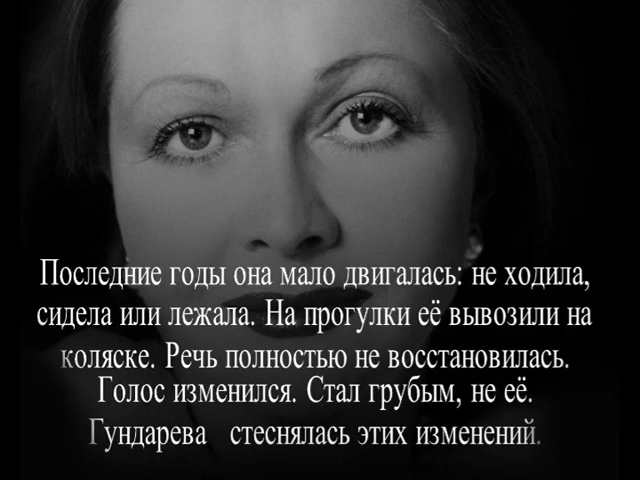 Последние годы она мало двигалась: не ходила,
сидела или лежала. На прогулки её вывозили на
коляске. Речь полностью не восстановилась.
Голос изменился. Стал грубым, не её.
Гундарева стеснялась этих изменений.